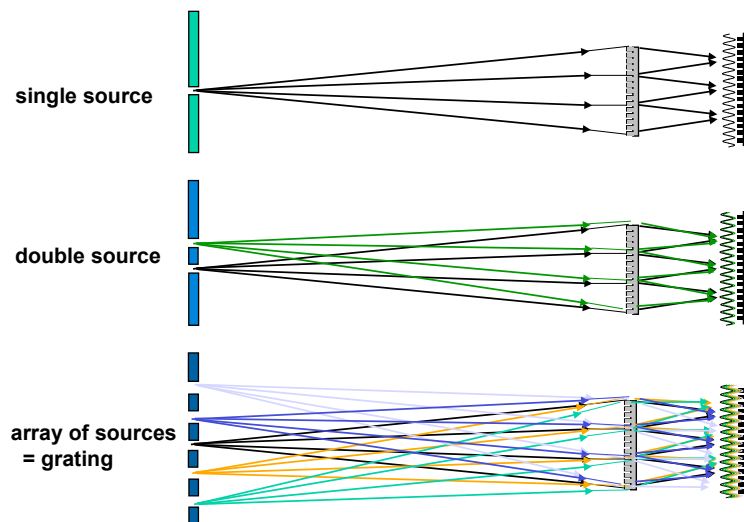 single source
double source
array of sources
= grating